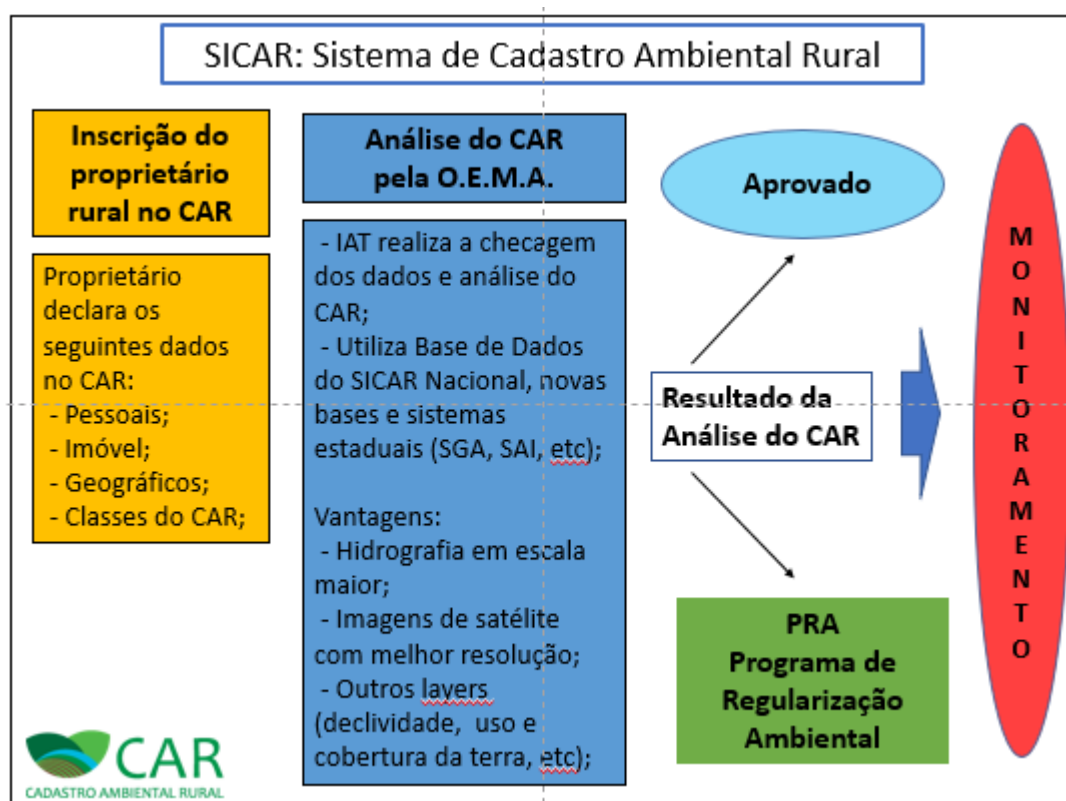 SICAR: Sistema de Cadastro Ambiental Rural
Inscrição do
proprietário
rural no CAR
Proprietário
declara os
seguintes dados
no CAR:
- Pessoais;
- Imóvel;
- Geográficos;
- Classes do CAR;
Análise do CAR
pela O.E.M.A.
- IAT realiza a checagem
dos dados e análise do
CAR;
- Utiliza Base de Dados
do SICAR Nacional, novas
bases e sistemas
estaduais (SGA, SAI, etc);
Vantagens:
- Hidrografia em escala
maior;
- Imagens de satélite
com melhor resolução;
- Outros layers
(declividade, uso e
cobertura da terra, etc);
Aprovado
Resultado da
Análise do CAR
PRA
Programa de
Regularização
Ambiental
M
O
N
I
T
O
R
A
M
E
N
T
O
CAR
CADASTRO AMBIENTAL RURAL